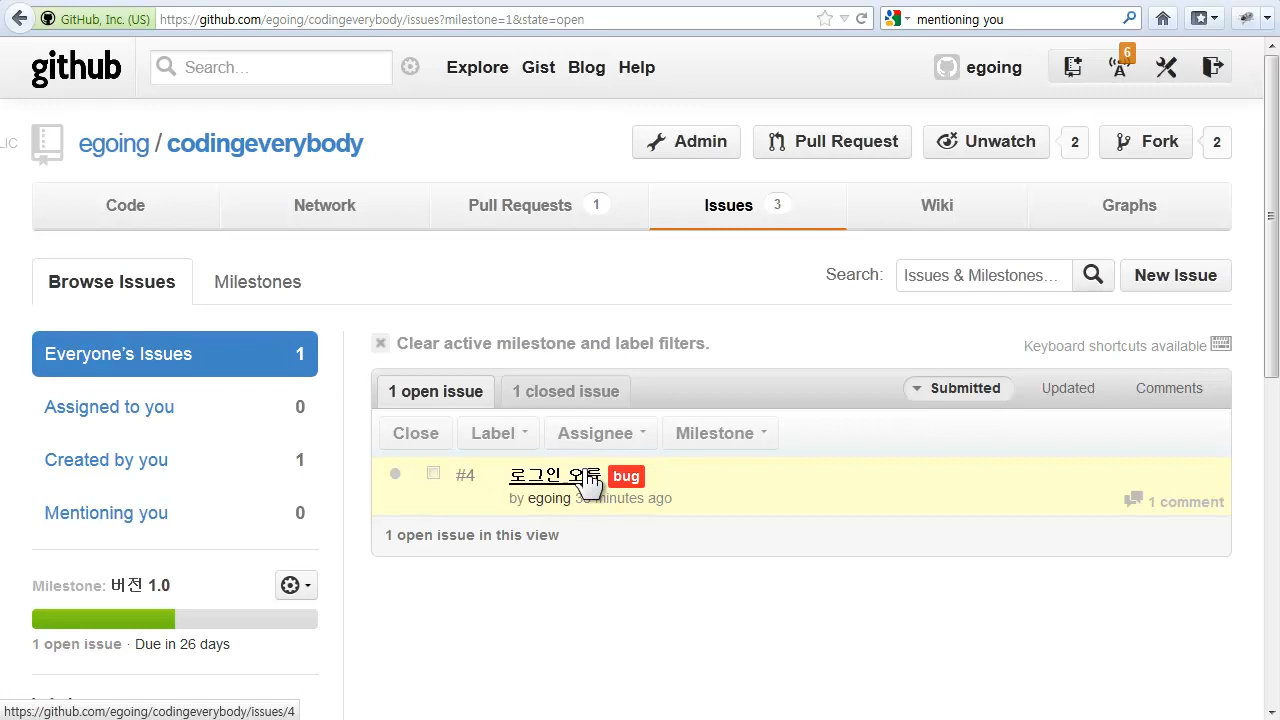 GitHub, Inc. (US) https://github.com/egoing/codingeverybody/issues?milestone=1&state=open mentioning you
github Search... Explore Gist Blog Help egoing 6
LIC egoing / codingeverybody Admin Pull Request Unwatch 2 Fork 2
Code Network Pull Requests 1 Issues 3 Wiki Graphs
Browse Issues Milestones Search: Issues & Milestones... New Issue
Everyone's Issues 1
Assigned to you 0
Created by you 1
Mentioning you 0
Milestone: 버전 1.0
1 open issue · Due in 26 days
Clear active milestone and label filters. Keyboard shortcuts available
1 open issue 1 closed issue Submitted Updated Comments
Close Label Assignee Milestone
#4 로그인 오류 bug
by egoing minutes ago 1 comment
1 open issue in this view
https://github.com/egoing/codingeverybody/issues/4